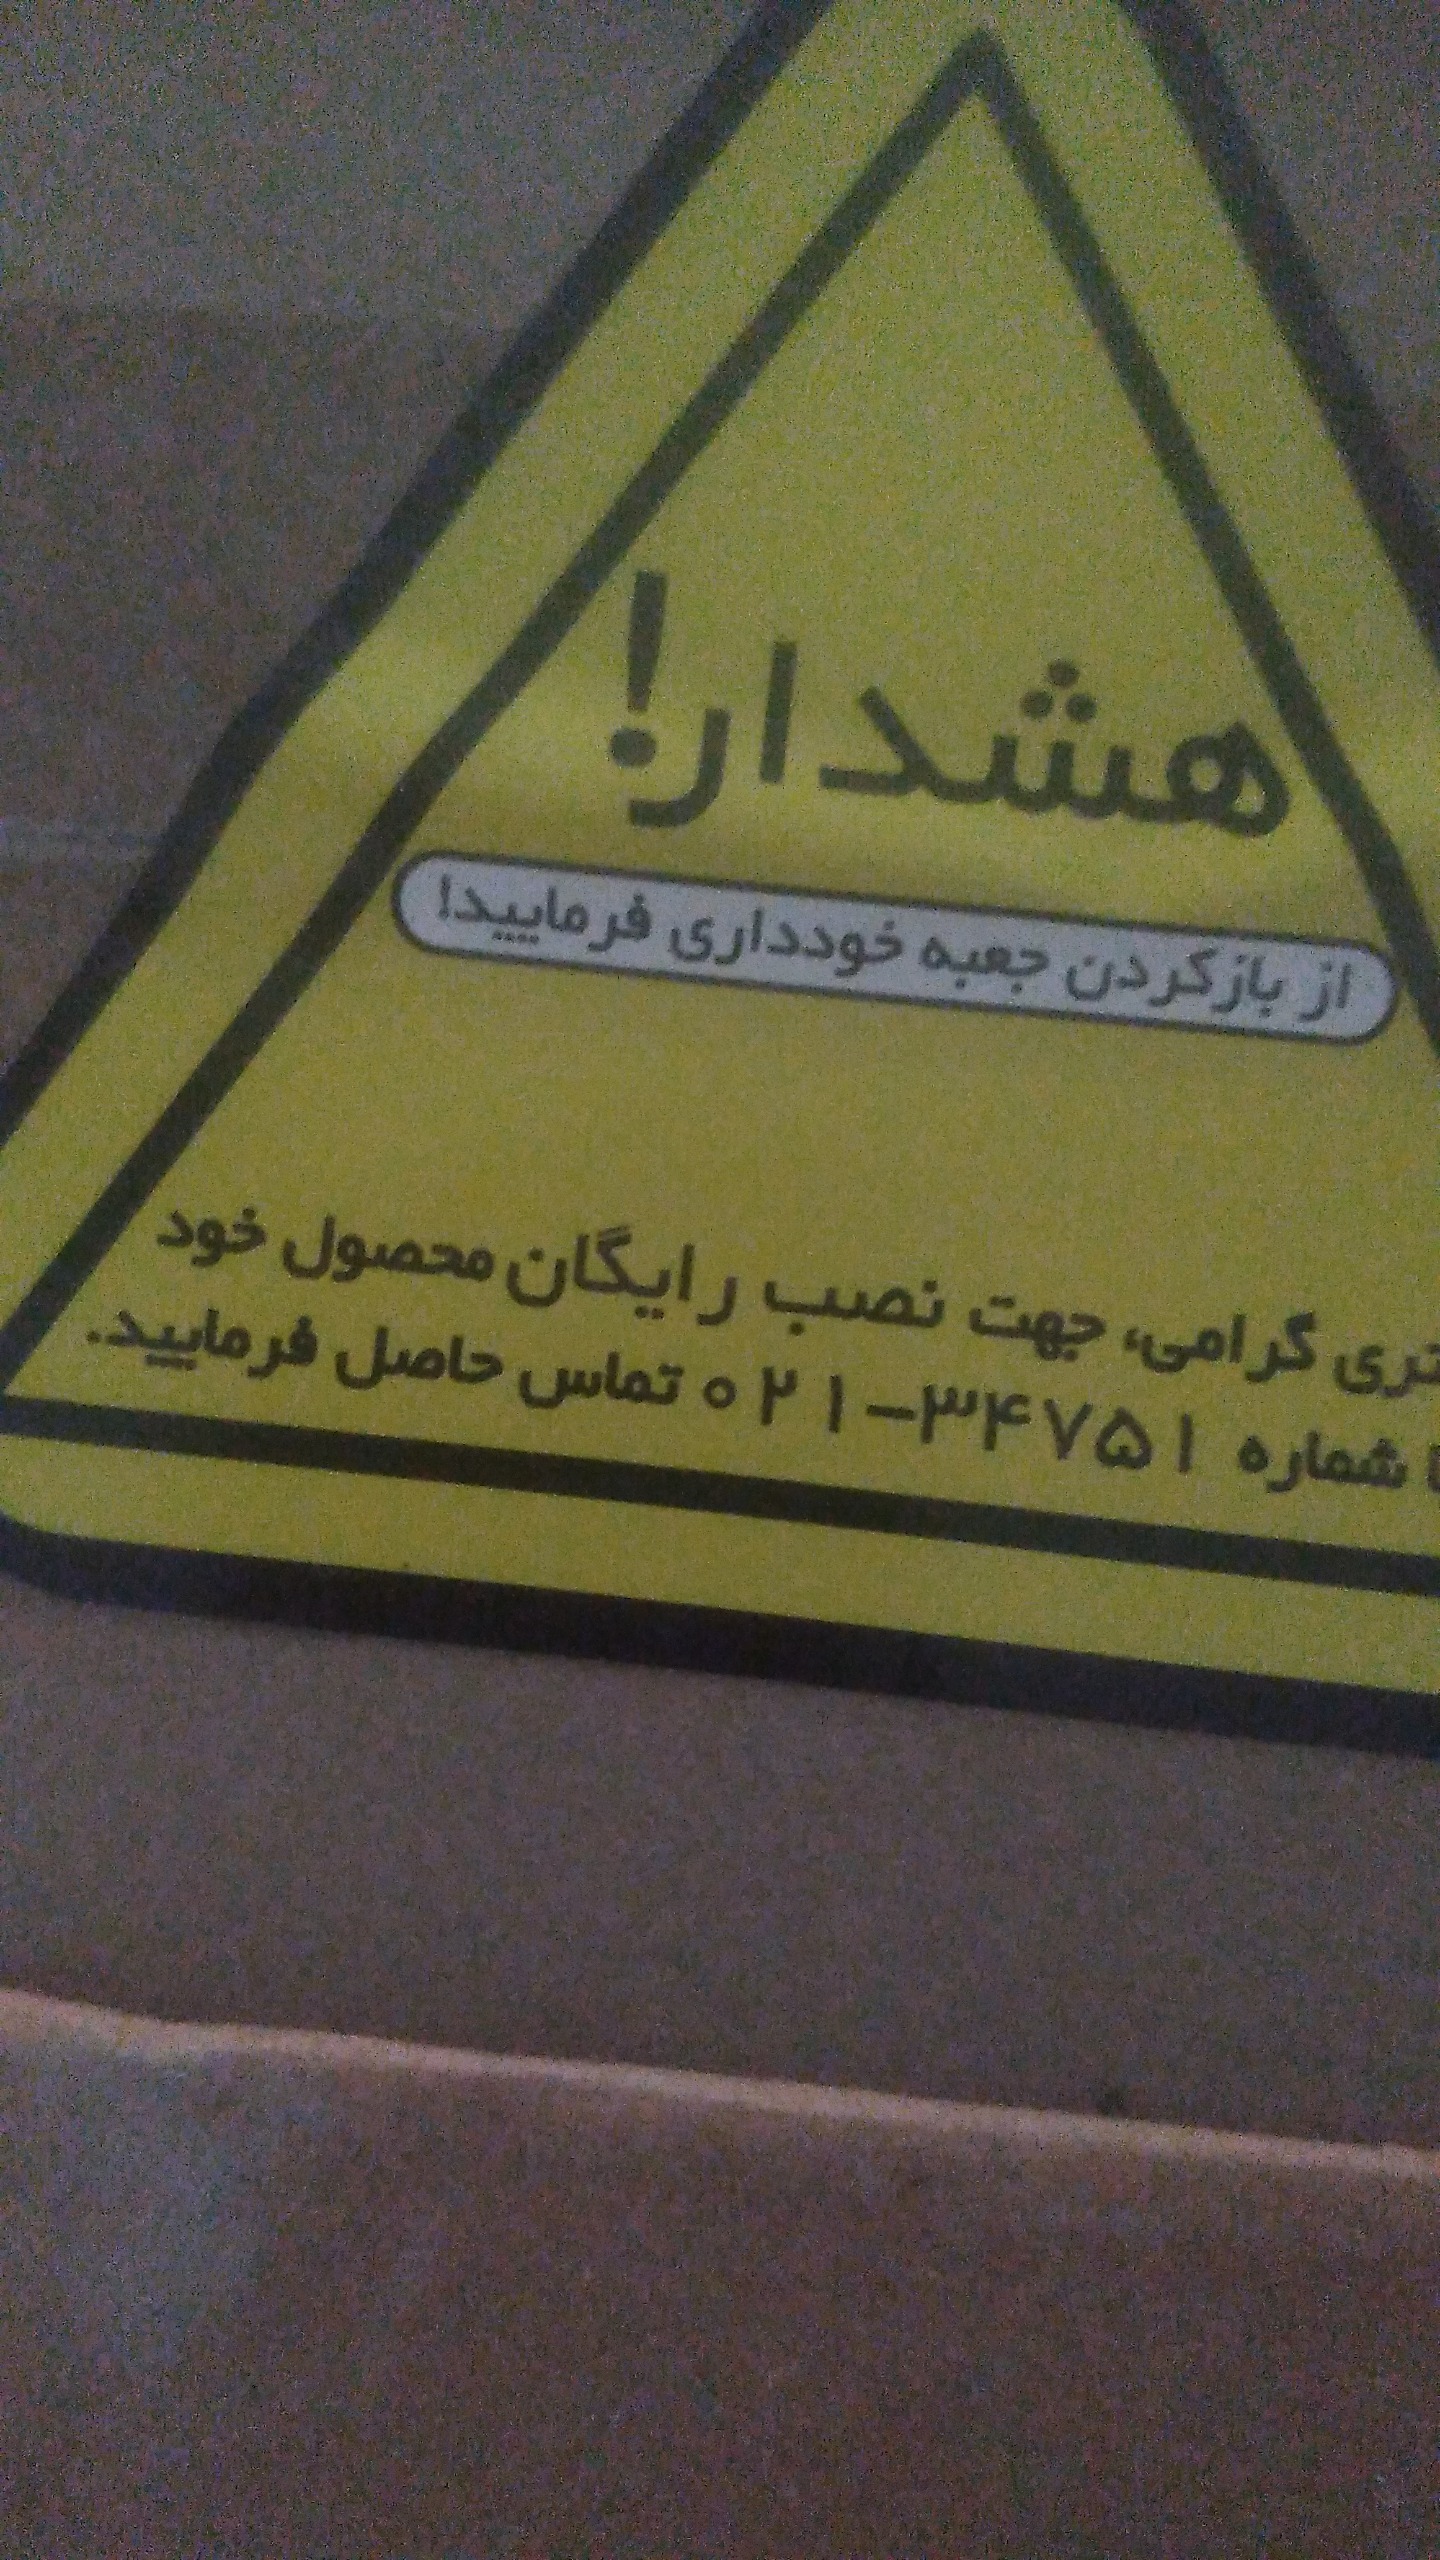 هشدار!
از بازکردن جعبه خودداری فرمایید!
گرامی، جهت نصب رایگان محصول خود
شماره ۳۴۷۵۱-۰۲۱ تماس حاصل فرمایید.